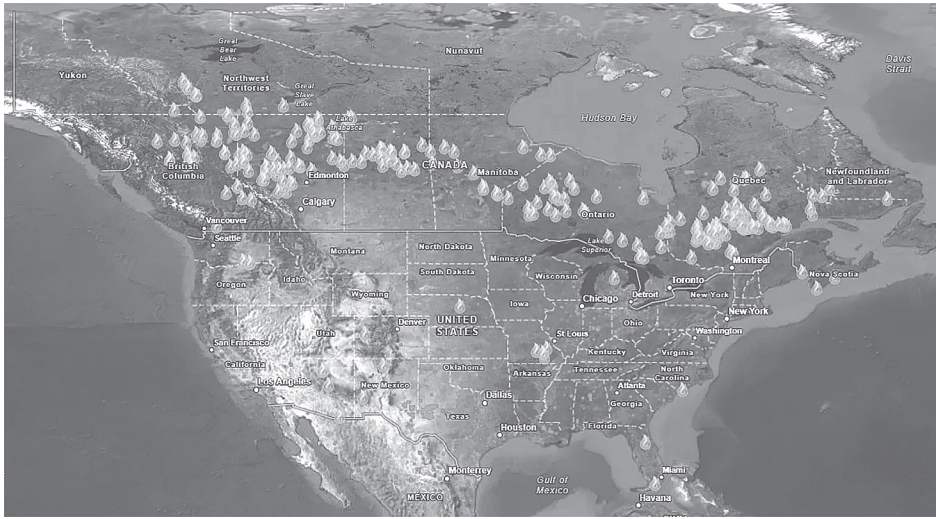 Great
Bear
Lake
Nunavut
Davis
Strait
Yukon
Northwest
Territories
Great
Slave
Lake
Lake
Athabasca
Hudson Bay
British
Columbia
CANADA
Edmonton
Manitoba
Quebec
Newfoundland
and Labrador
Calgary
Ontario
Vancouver
Seattle
Lake
Superior
Montana
North Dakota
Minnesota
Montreal
Nova Scotia
Oregon
Idaho
South Dakota
Wisconsin
Toronto
Wyoming
Iowa
Chicago
Detroit
New York
UNITED
STATES
New York
Denver
Ohio
Utah
St Louis
Washington
San Francisco
Kentucky
Virginia
California
Oklahoma
Arkansas
Tennessee
North
Carolina
Los Angeles
New Mexico
Atlanta
Dallas
Georgia
Texas
Houston
Florida
Monterrey
Gulf of
Mexico
Miami
MÉXICO
Havana